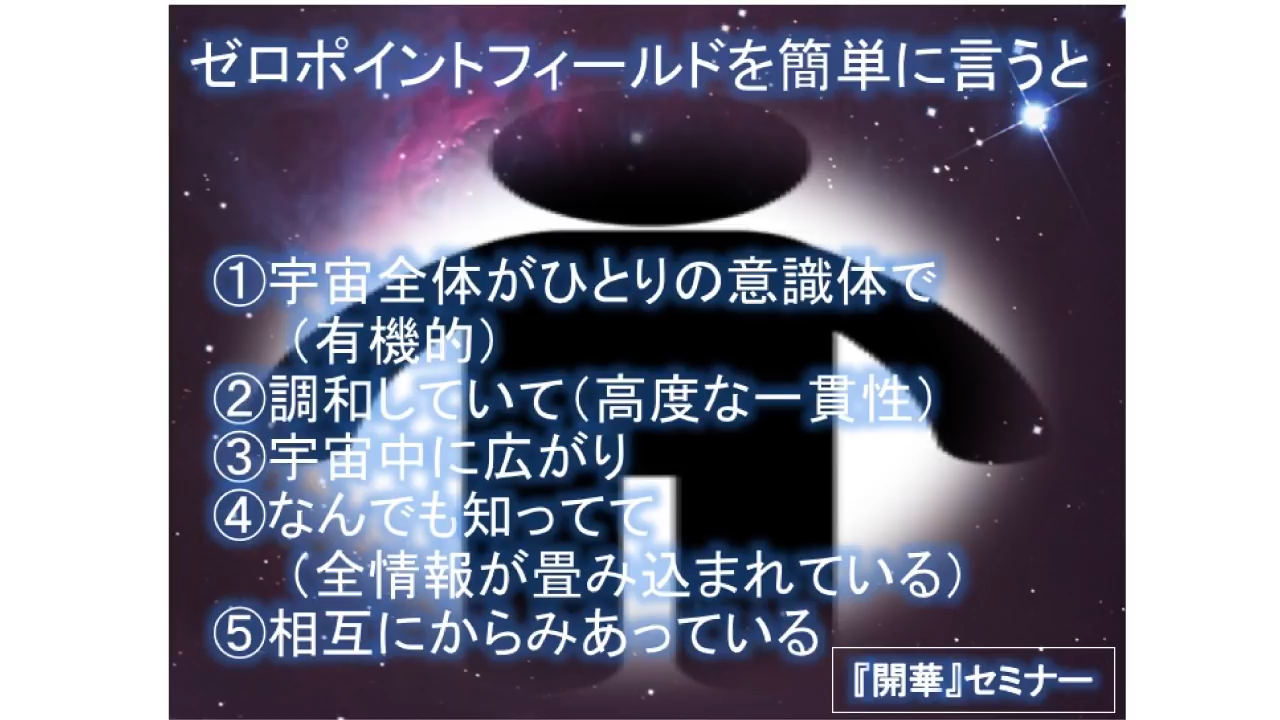 ゼロポイントフィールドを簡単に言うと
①宇宙全体がひとりの意識体で
（有機的）
②調和していて（高度な一貫性）
③宇宙中に広がり
④なんでも知ってて
（全情報が畳み込まれている）
⑤相互にからみあっている
『開華』セミナー